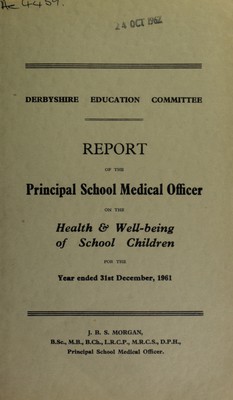 24 OCT 1962
DERBYSHIRE EDUCATION COMMITTEE
REPORT
OF THE
Principal School Medical Officer
ON THE
Health & Well-being
of School Children
FOR THE
Year ended 31st December, 1961
J. B. S. MORGAN,
B.Sc., M.B., B.Ch., L.R.C.P., M.R.C.S., D.P.H.,
Principal School Medical Officer.